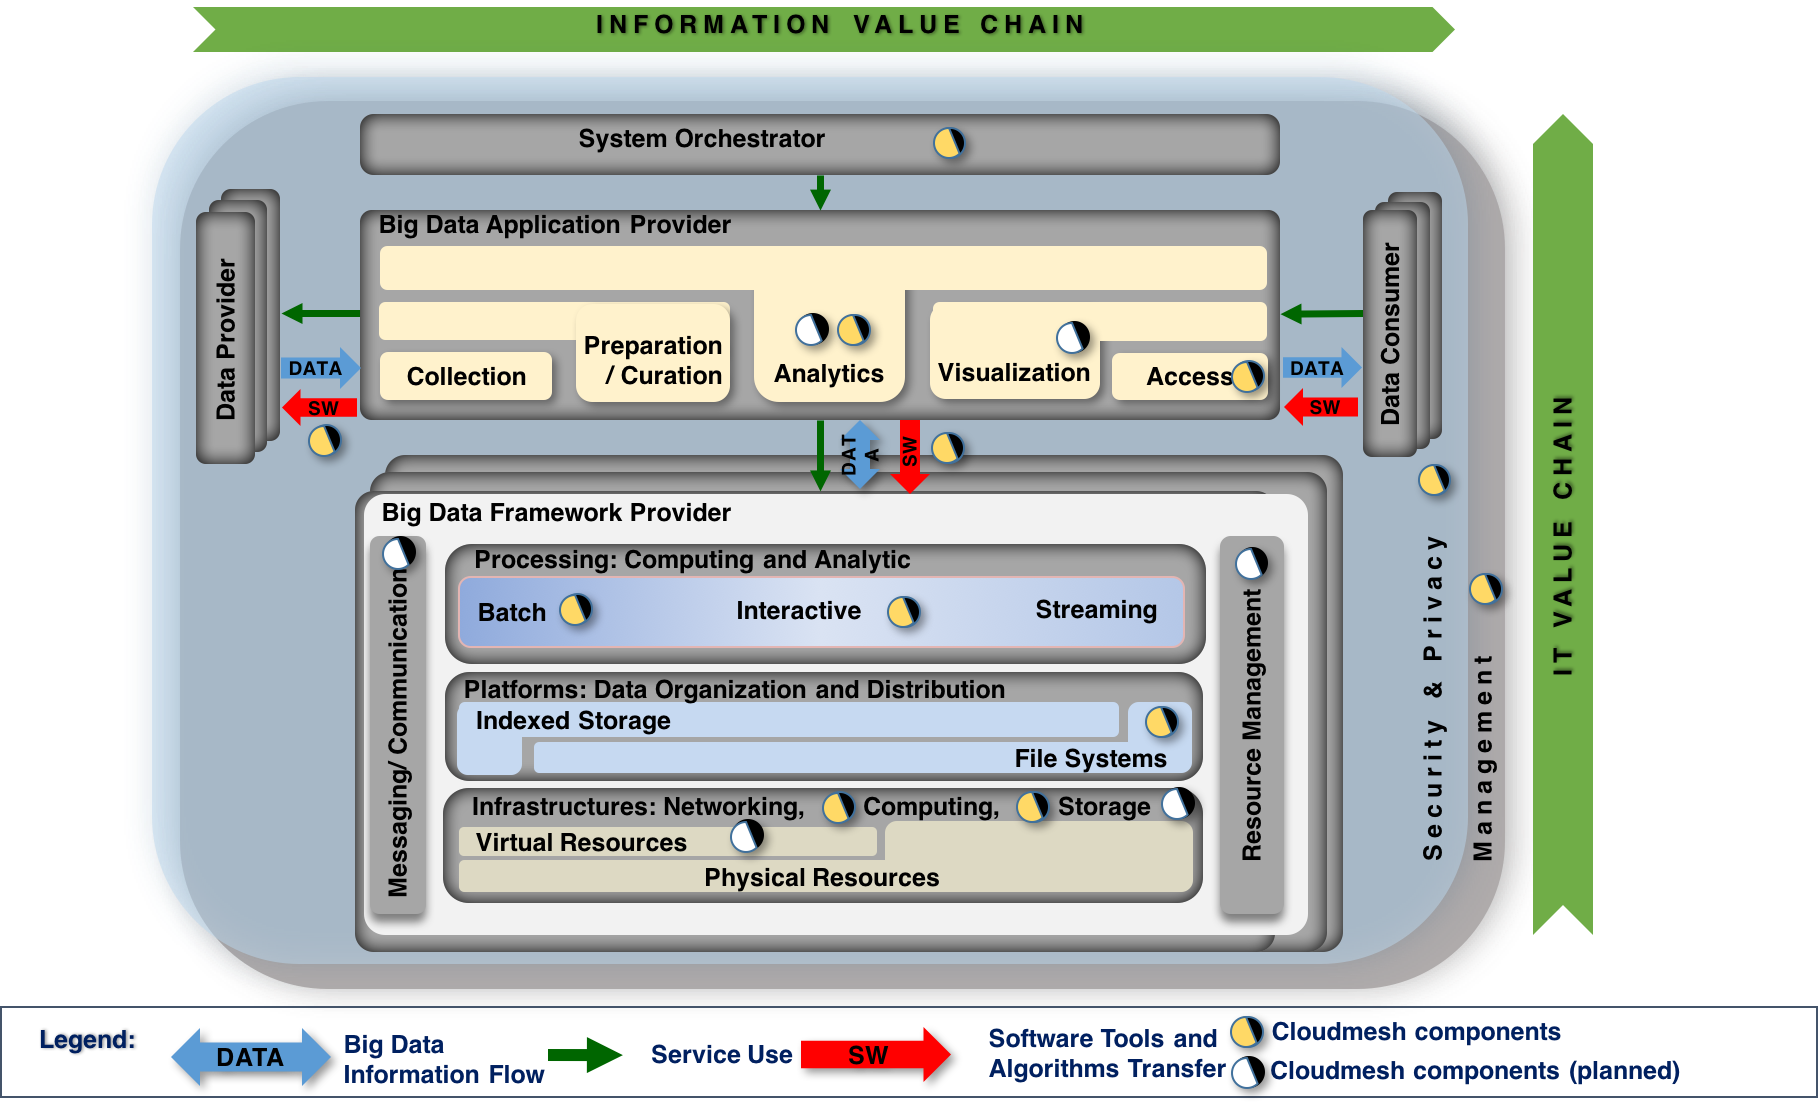 INFORMATION VALUE CHAIN
System Orchestrator
Big Data Application Provider
Data Provider
Data Consumer
Preparation
/ Curation
Collection
Analytics
Visualization
Access
DATA
SW
DATA
SW
DAT
A
SW
Big Data Framework Provider
Messaging/ Communication
Processing: Computing and Analytic
Batch
Interactive
Streaming
Platforms: Data Organization and Distribution
Indexed Storage
File Systems
Infrastructures: Networking, Computing, Storage
Virtual Resources
Physical Resources
Resource Management
Security & Privacy
Management
IT VALUE CHAIN
Legend:
DATA
Big Data
Information Flow
Service Use
SW
Software Tools and
Algorithms Transfer
Cloudmesh components
Cloudmesh components (planned)